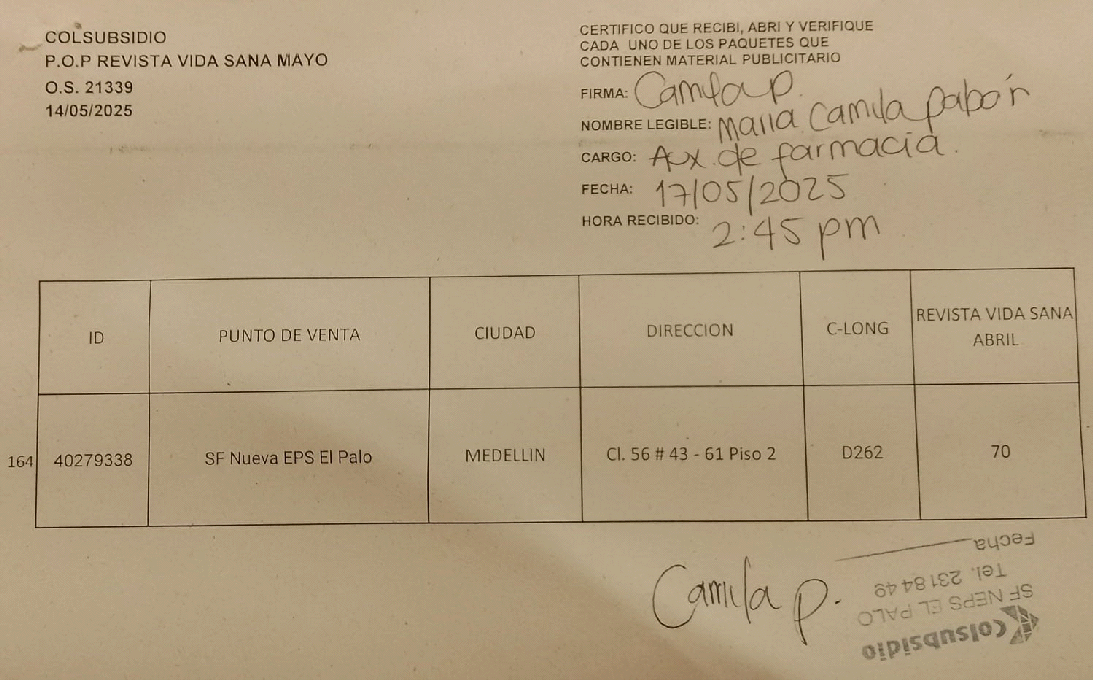 COLSUBSIDIO
P.O.P REVISTA VIDA SANA MAYO
O.S. 21339
14/05/2025
CERTIFICO QUE RECIBI, ABRI Y VERIFIQUE
CADA UNO DE LOS PAQUETES QUE
CONTIENEN MATERIAL PUBLICITARIO
FIRMA: Camila P.
NOMBRE LEGIBLE: Maria Camila Pabón
CARGO: Aux de farmacia.
FECHA: 17/05/2025
HORA RECIBIDO: 2:45 pm
ID PUNTO DE VENTA CIUDAD DIRECCION C-LONG REVISTA VIDA SANA ABRIL
164 40279338 SF Nueva EPS El Palo MEDELLIN Cl. 56 # 43 - 61 Piso 2 D262 70
Camila P.
Colsubsidio
SF NEPS EL PALO
Tel. 2318449
Fecha